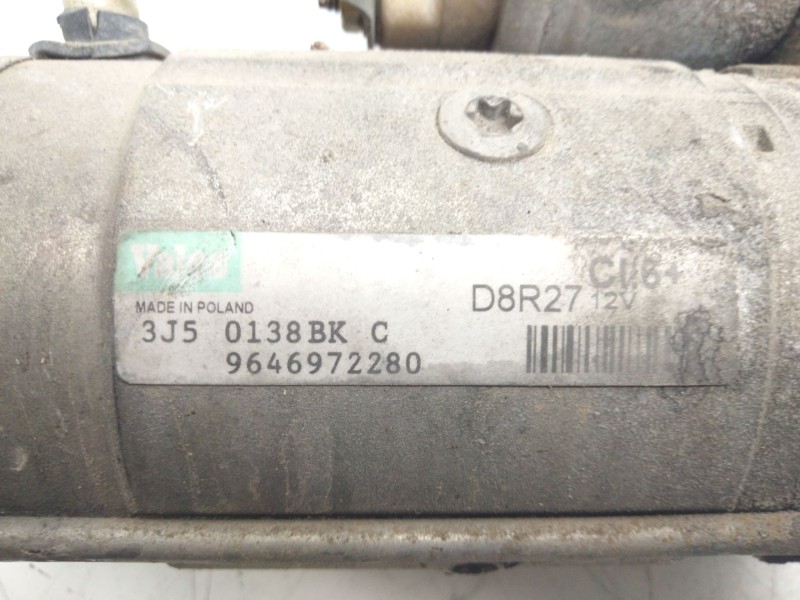 Valeo
MADE IN POLAND
3J5 0138BK C
9646972280
D8R27
12V